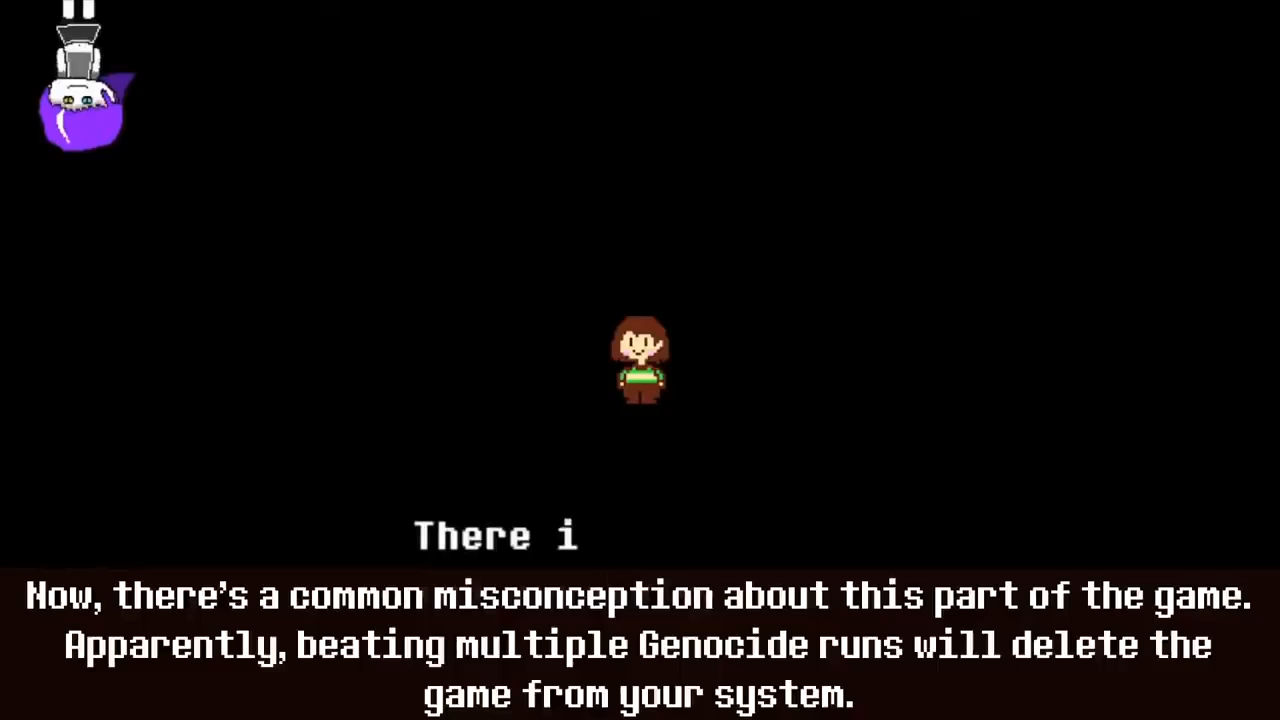 There i
Now, there's a common misconception about this part of the game.
Apparently, beating multiple Genocide runs will delete the
game from your system.